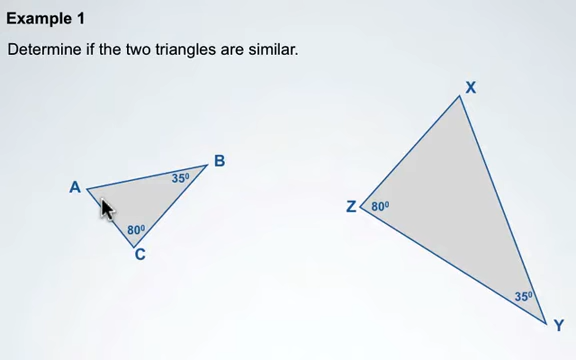 Example 1
Determine if the two triangles are similar.
X
B
A
35⁰
Z
80⁰
80⁰
C
35⁰
Y